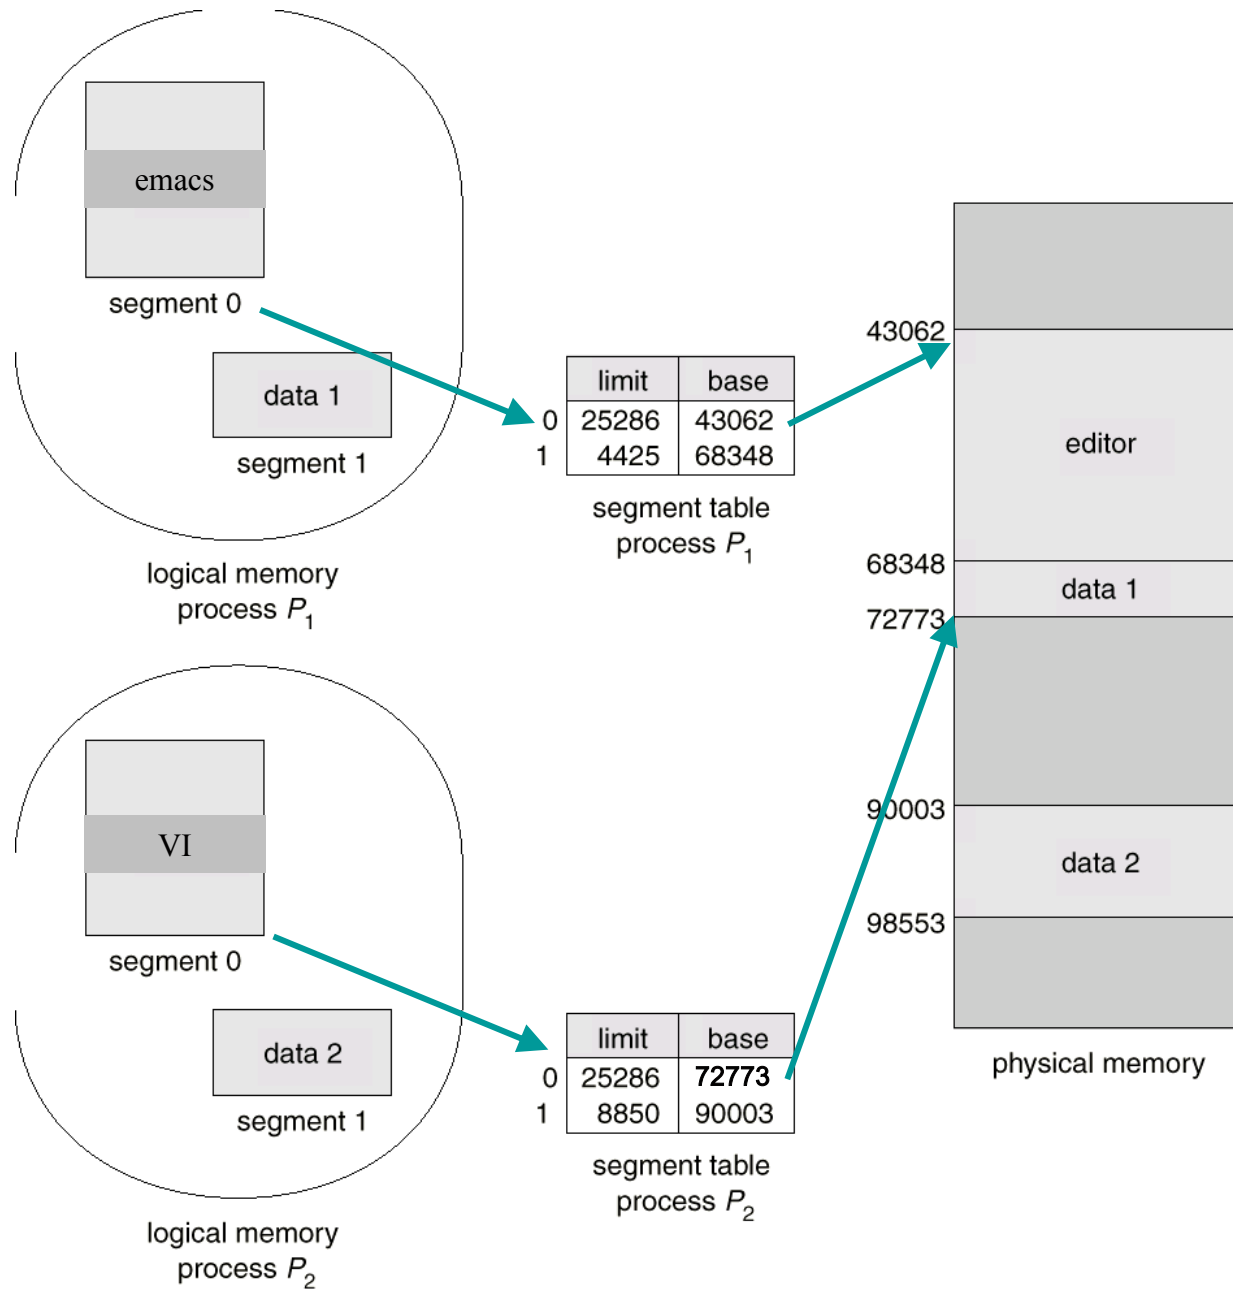 emacs
segment 0
data 1
segment 1
logical memory
process P1
limit base
0 25286 43062
1 4425 68348
segment table
process P1
43062
editor
68348
data 1
72773
90003
data 2
98553
physical memory
VI
segment 0
data 2
segment 1
logical memory
process P2
limit base
0 25286 72773
1 8850 90003
segment table
process P2